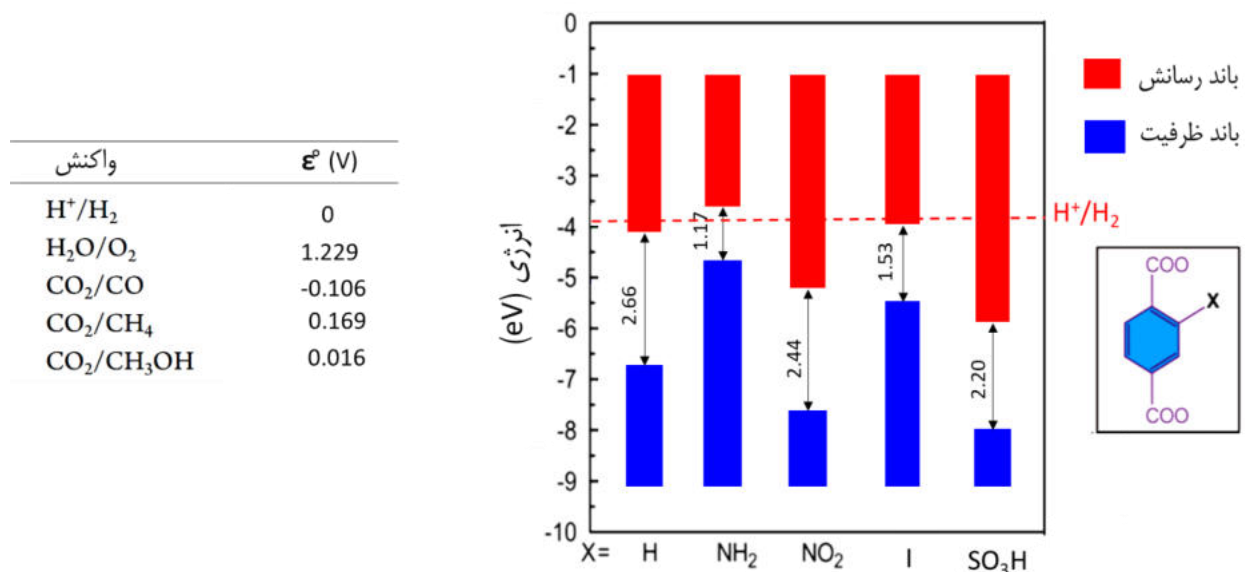 واکنش ε° (V)
H⁺/H₂ 0
H₂O/O₂ 1.229
CO₂/CO -0.106
CO₂/CH₄ 0.169
CO₂/CH₃OH 0.016
انرژی (eV)
0
-1
-2
-3
-4
-5
-6
-7
-8
-9
-10
2.66
1.17
2.44
1.53
2.20
H⁺/H₂
X= H NH₂ NO₂ I SO₃H
باند رسانش
باند ظرفیت
COO
X
COO